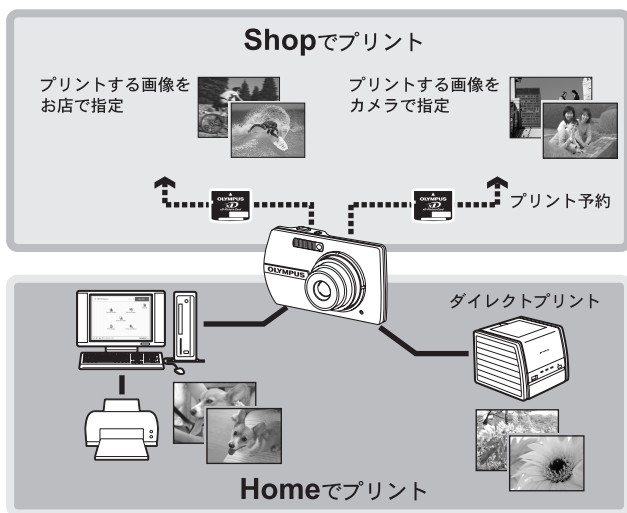 Shopでプリント
プリントする画像を
お店で指定
プリントする画像を
カメラで指定
OLYMPUS
xD
OLYMPUS
xD
プリント予約
OLYMPUS
ダイレクトプリント
Homeでプリント